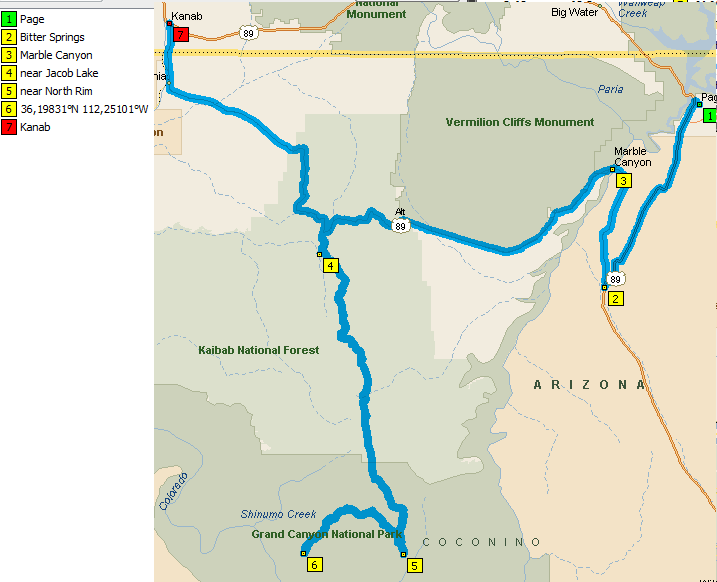 1 Page
2 Bitter Springs
3 Marble Canyon
4 near Jacob Lake
5 near North Rim
6 36,19831ºN 112,25101ºW
7 Kanab
National
Monument
Big Water
Wahweap
Creek
Kanab
7
89
Paria
Pag
1
Vermilion Cliffs Monument
Marble
Canyon
3
Alt
89
4
89
2
Kaibab National Forest
ARIZONA
Colorado
Shinumo Creek
Grand Canyon National Park
COCONINO
6
5